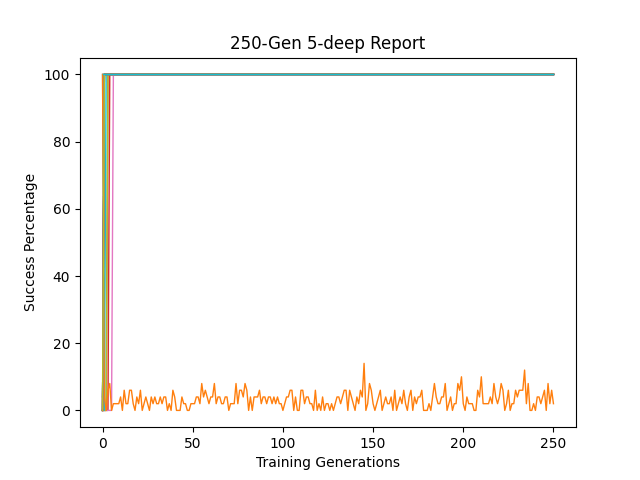 250-Gen 5-deep Report
100
80
60
40
20
0
Success Percentage
0 50 100 150 200 250
Training Generations